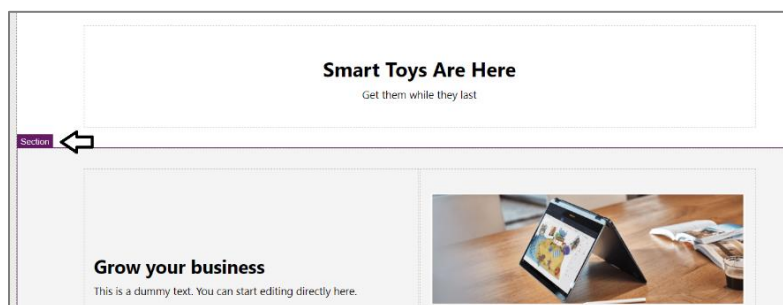 Smart Toys Are Here
Get them while they last
Section
Grow your business
This is a dummy text. You can start editing directly here.